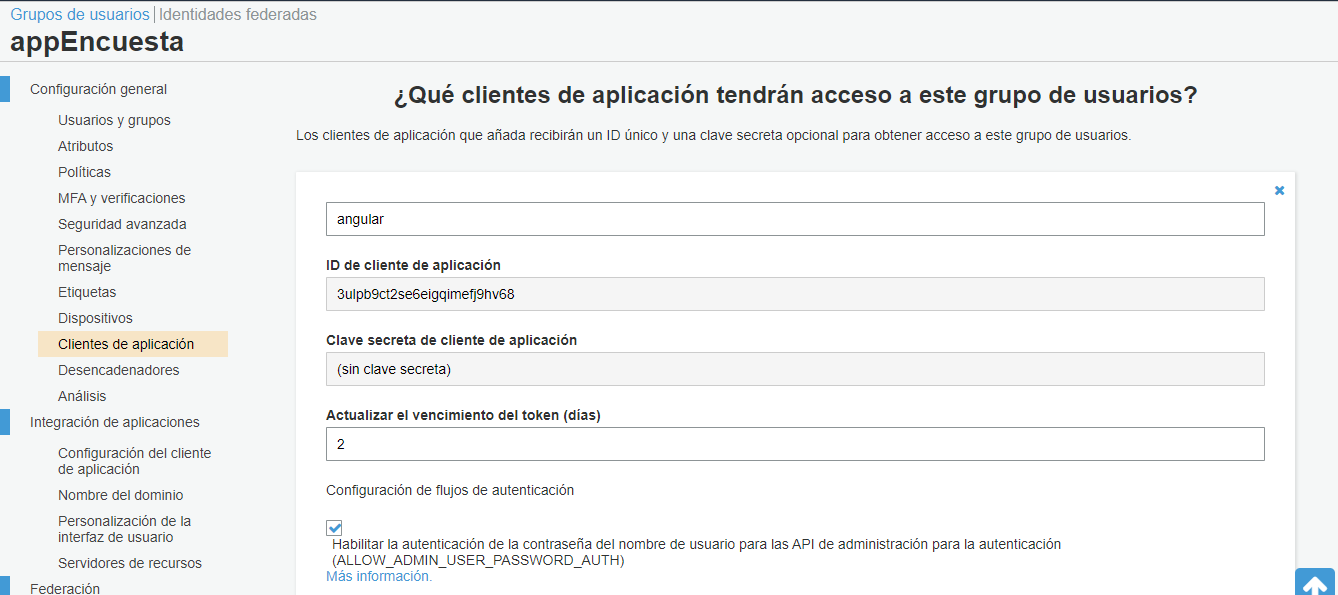 Grupos de usuarios | Identidades federadas
appEncuesta
Configuración general
Usuarios y grupos
Atributos
Políticas
MFA y verificaciones
Seguridad avanzada
Personalizaciones de
mensaje
Etiquetas
Dispositivos
Clientes de aplicación
Desencadenadores
Análisis
Integración de aplicaciones
Configuración del cliente
de aplicación
Nombre del dominio
Personalización de la
interfaz de usuario
Servidores de recursos
Federación
¿Qué clientes de aplicación tendrán acceso a este grupo de usuarios?
Los clientes de aplicación que añada recibirán un ID único y una clave secreta opcional para obtener acceso a este grupo de usuarios.
angular
ID de cliente de aplicación
3ulpb9ct2se6eigqimefj9hv68
Clave secreta de cliente de aplicación
(sin clave secreta)
Actualizar el vencimiento del token (días)
2
Configuración de flujos de autenticación
Habilitar la autenticación de la contraseña del nombre de usuario para las API de administración para la autenticación
(ALLOW_ADMIN_USER_PASSWORD_AUTH)
Más información.